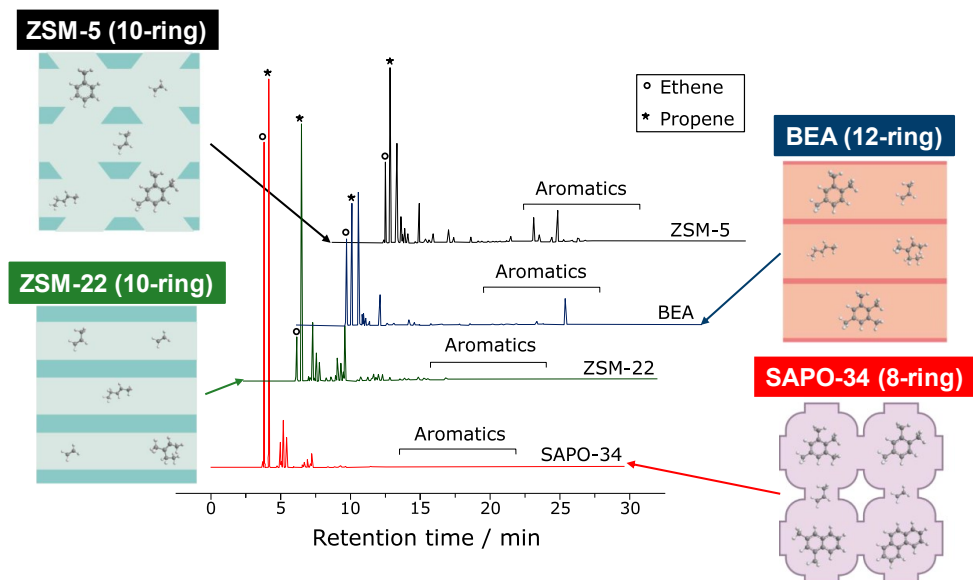 ZSM-5 (10-ring)
*
*
*
*
Ethene
* Propene
BEA (12-ring)
Aromatics
ZSM-5
ZSM-22 (10-ring)
Aromatics
BEA
Aromatics
ZSM-22
SAPO-34 (8-ring)
Aromatics
SAPO-34
0 5 10 15 20 25 30
Retention time / min